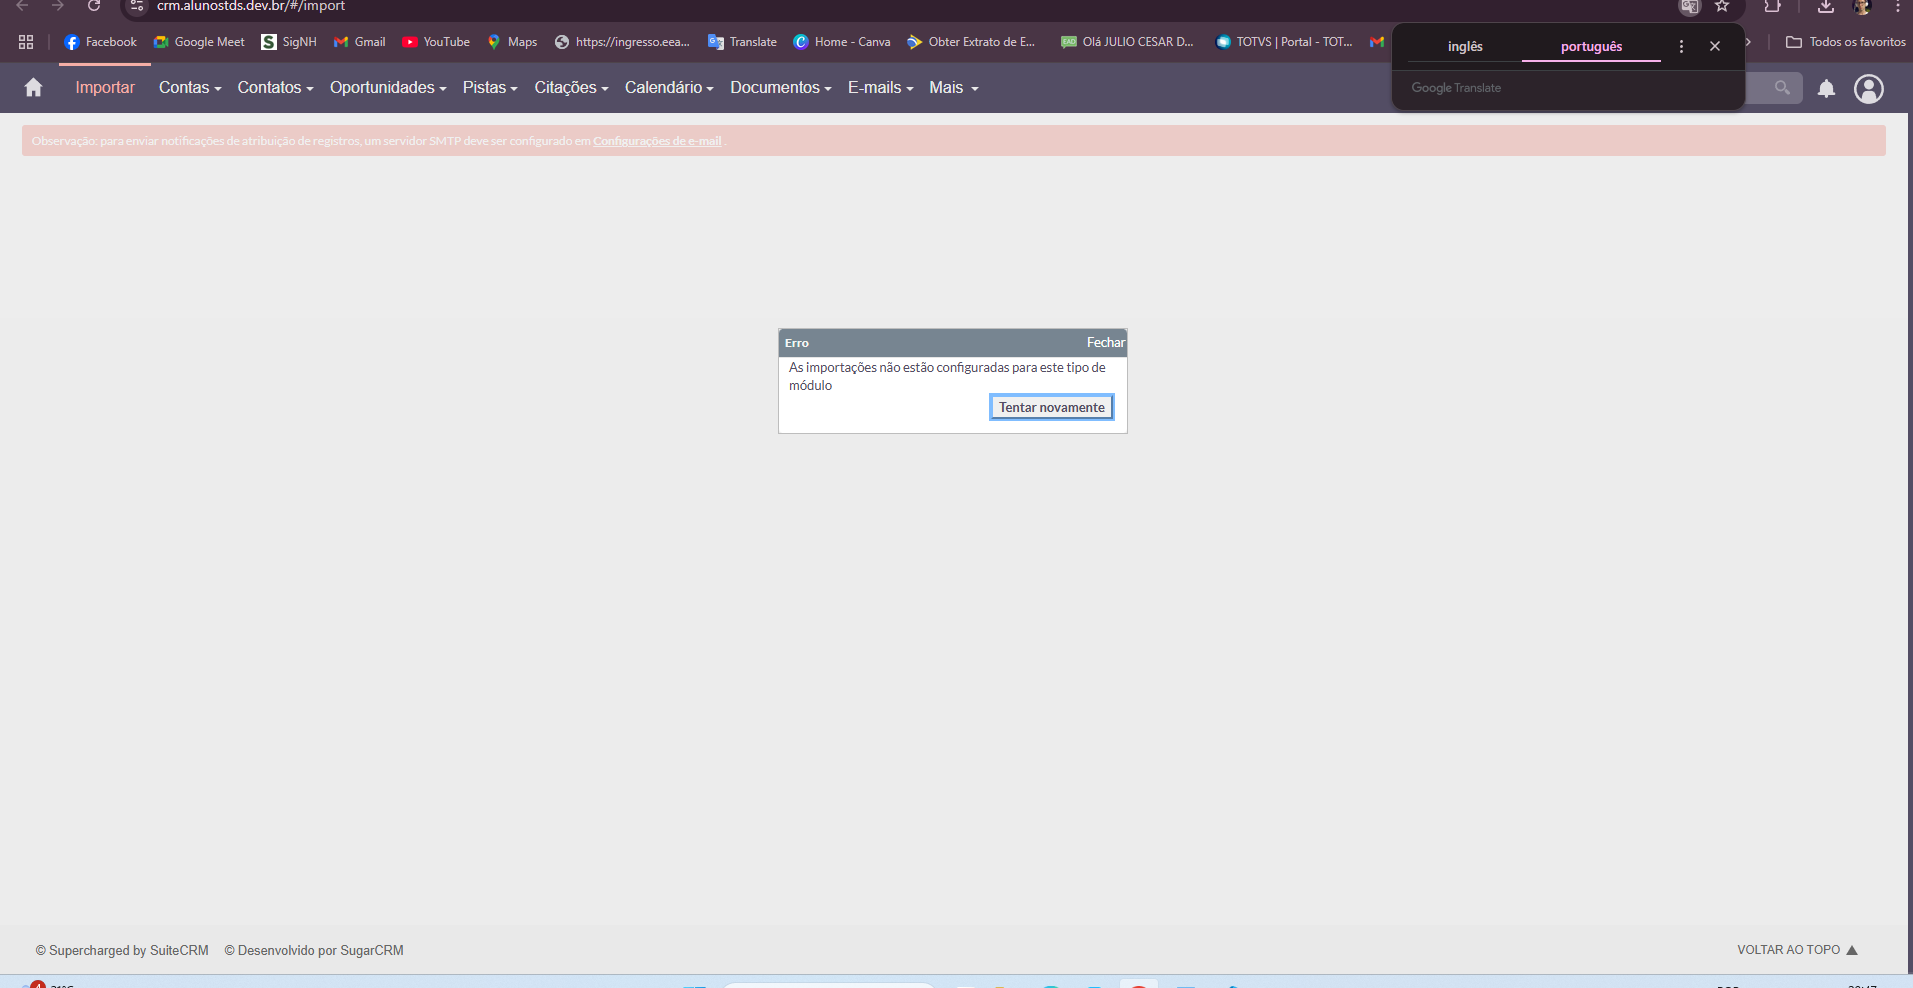 crm.alunostds.dev.br/#/import
Facebook Google Meet SigNH Gmail YouTube Maps https://ingresso.eea... Translate Home - Canva Obter Extrato de E... Olá JULIO CESAR D... TOTVS | Portal - TOT... Todos os favoritos
inglês português
Google Translate
Importar Contas Contatos Oportunidades Pistas Citações Calendário Documentos E-mails Mais
Observação: para enviar notificações de atribuição de registros, um servidor SMTP deve ser configurado em Configurações de e-mail .
Erro Fechar
As importações não estão configuradas para este tipo de
módulo
Tentar novamente
© Supercharged by SuiteCRM © Desenvolvido por SugarCRM
VOLTAR AO TOPO